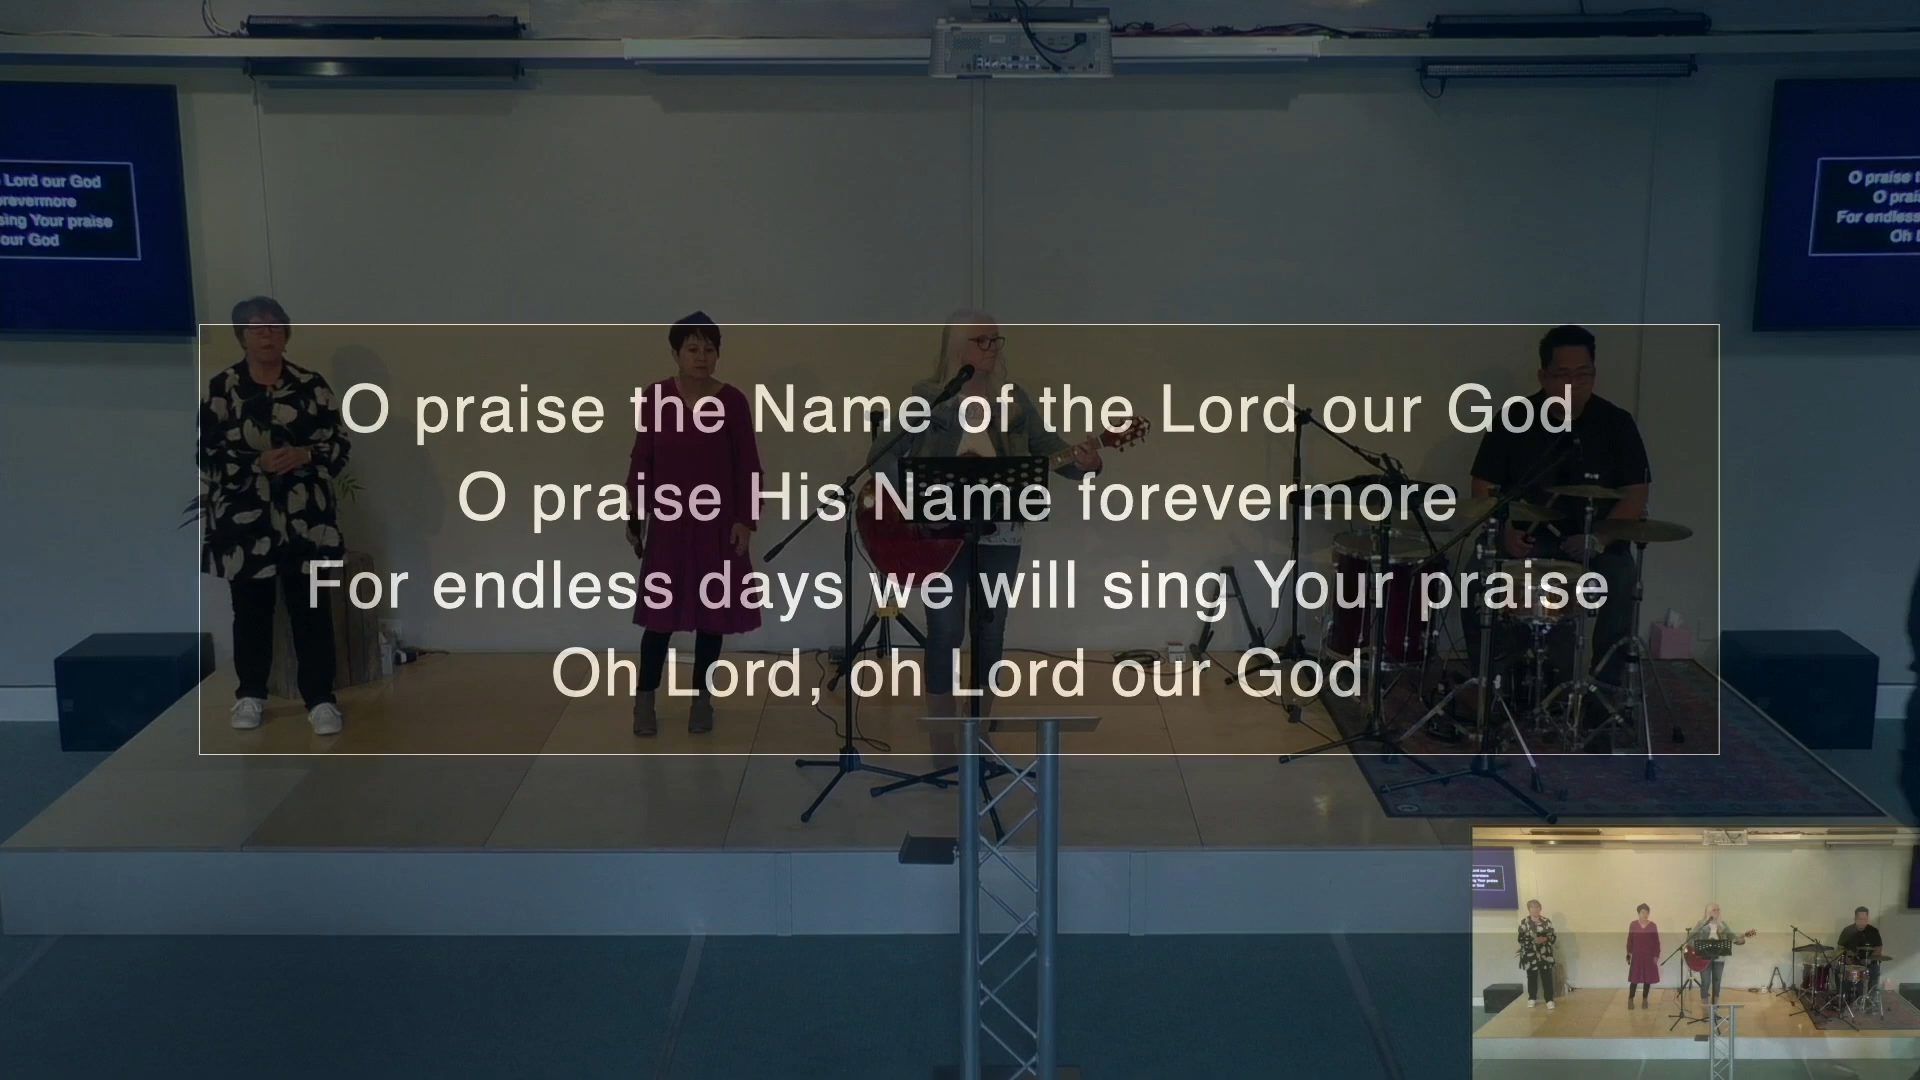 O praise the Name of the Lord our God
O praise His Name forevermore
For endless days we will sing Your praise
Oh Lord, oh Lord our God
Lord our God
sing Your praise
our God
O praise
For endless
Oh